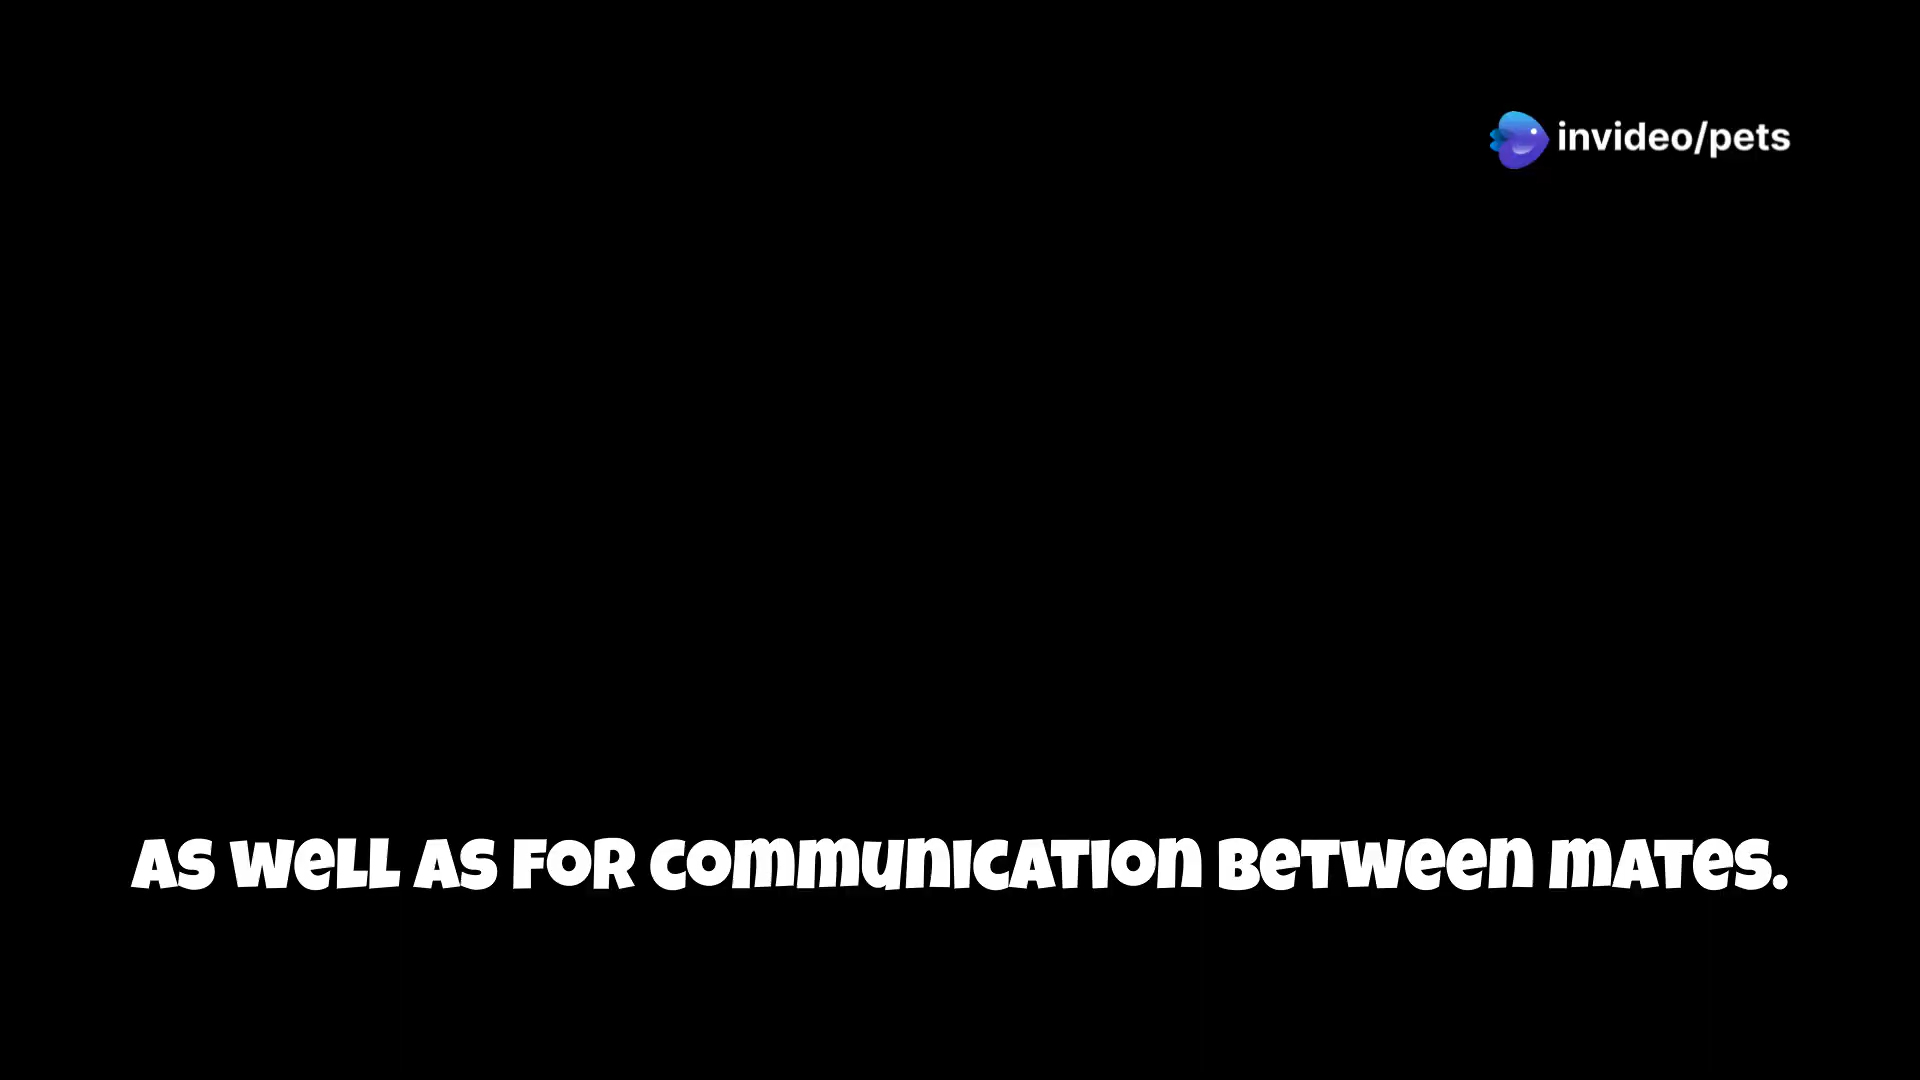 invideo/pets
As well as for communication between mates.